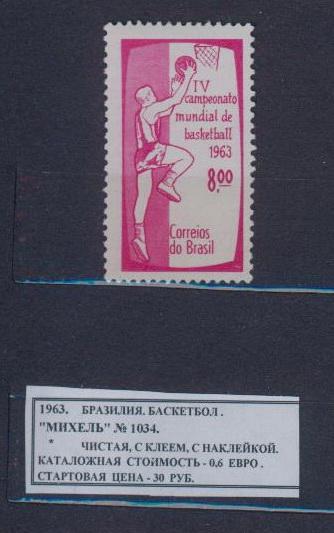 IV
campeonato
mundial de
basketball
1963
8,00
Correios
do Brasil
1963. БРАЗИЛИЯ. БАСКЕТБОЛ.
"МИХЕЛЬ" № 1034.
* ЧИСТАЯ, С КЛЕЕМ, С НАКЛЕЙКОЙ.
КАТАЛОЖНАЯ СТОИМОСТЬ - 0,6 ЕВРО.
СТАРТОВАЯ ЦЕНА - 30 РУБ.